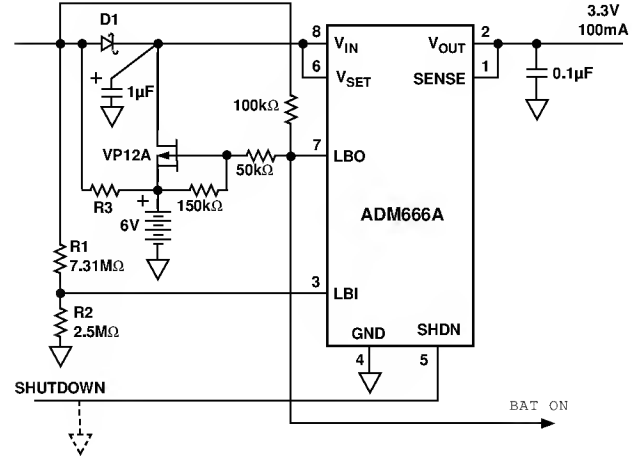 D1
3.3V
100mA
8
VIN
VOUT
2
6
VSET
SENSE
1
+
1µF
0.1µF
100kΩ
VP12A
7
LBO
50kΩ
ADM666A
R3
+
150kΩ
6V
R1
7.31MΩ
3
LBI
R2
2.5MΩ
GND
SHDN
4
5
SHUTDOWN
BAT ON